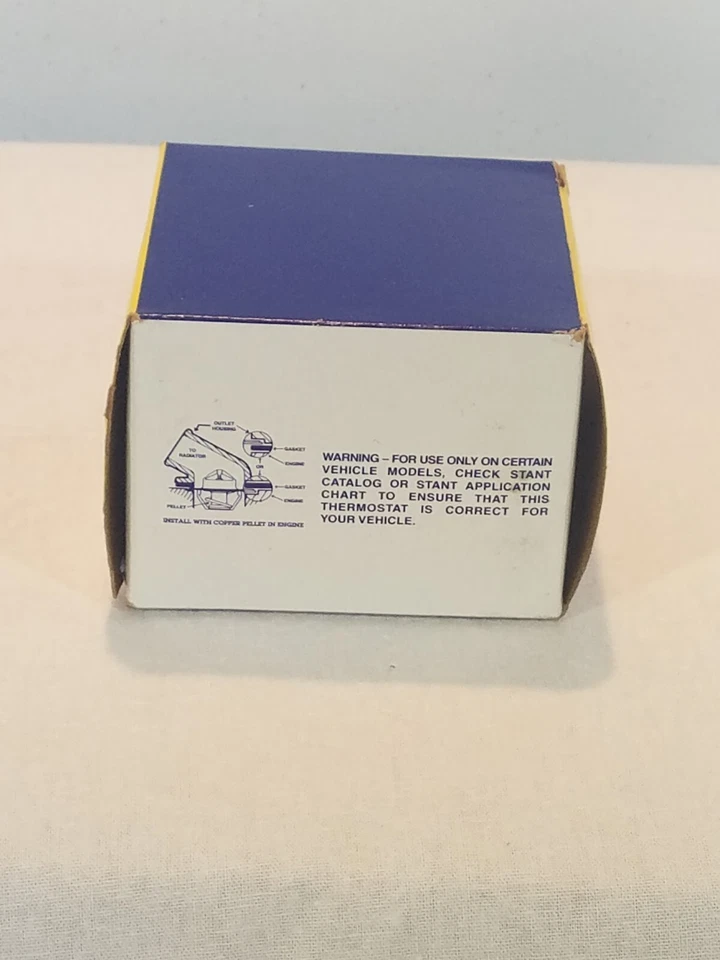 OUTLET
HOUSING
TO
RADIATOR
GASKET
ENGINE
OR
GASKET
ENGINE
PELLET
INSTALL WITH COPPER PELLET IN ENGINE
WARNING – FOR USE ONLY ON CERTAIN
VEHICLE MODELS, CHECK STANT
CATALOG OR STANT APPLICATION
CHART TO ENSURE THAT THIS
THERMOSTAT IS CORRECT FOR
YOUR VEHICLE.